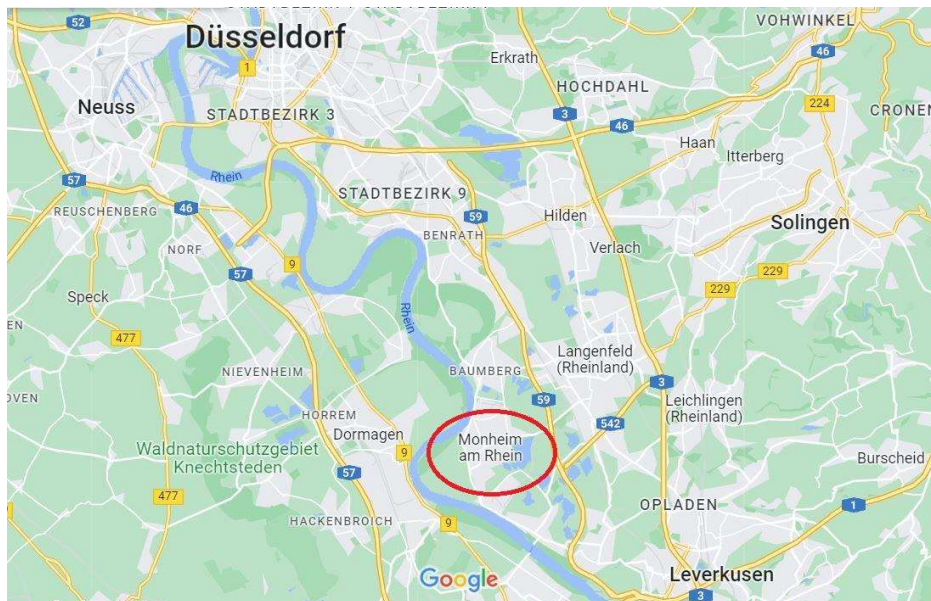 52
Düsseldorf
1
Neuss
STADTBEZIRK 3
Erkrath
HOCHDAHL
3
46
VOHWINKEL
46
224
CRONEN
Haan
Itterberg
57
REUSCHENBERG
46
Rhein
STADTBEZIRK 9
59
BENRATH
Hilden
Verlach
Solingen
NORF
57
9
229
229
Speck
477
Rhein
EN
OVEN
NIEVENHEIM
BAUMBERG
Langenfeld
(Rheinland)
3
Leichlingen
(Rheinland)
59
542
HORREM
Dormagen
9
Monheim
am Rhein
Waldnaturschutzgebiet
Knechtsteden
57
477
Burscheid
HACKENBROICH
9
OPLADEN
1
Google
Leverkusen
3